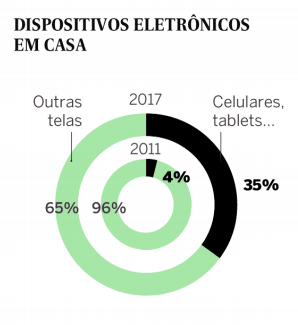 DISPOSITIVOS ELETRÔNICOS
EM CASA
Outras
telas
2017
Celulares,
tablets...
2011
4%
35%
65%
96%